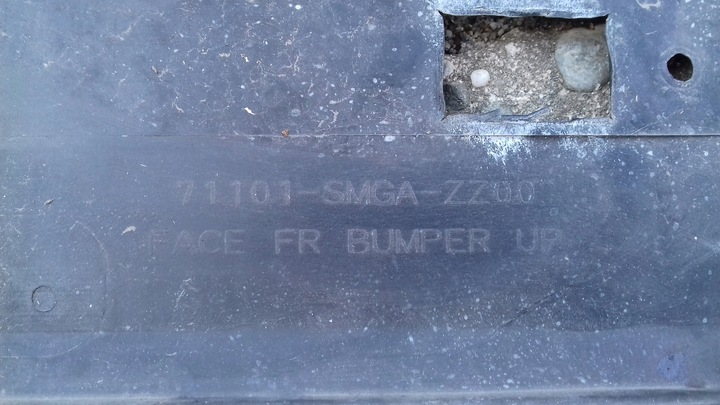 71101-SMGA-ZZ00
FACE FR BUMPER UP